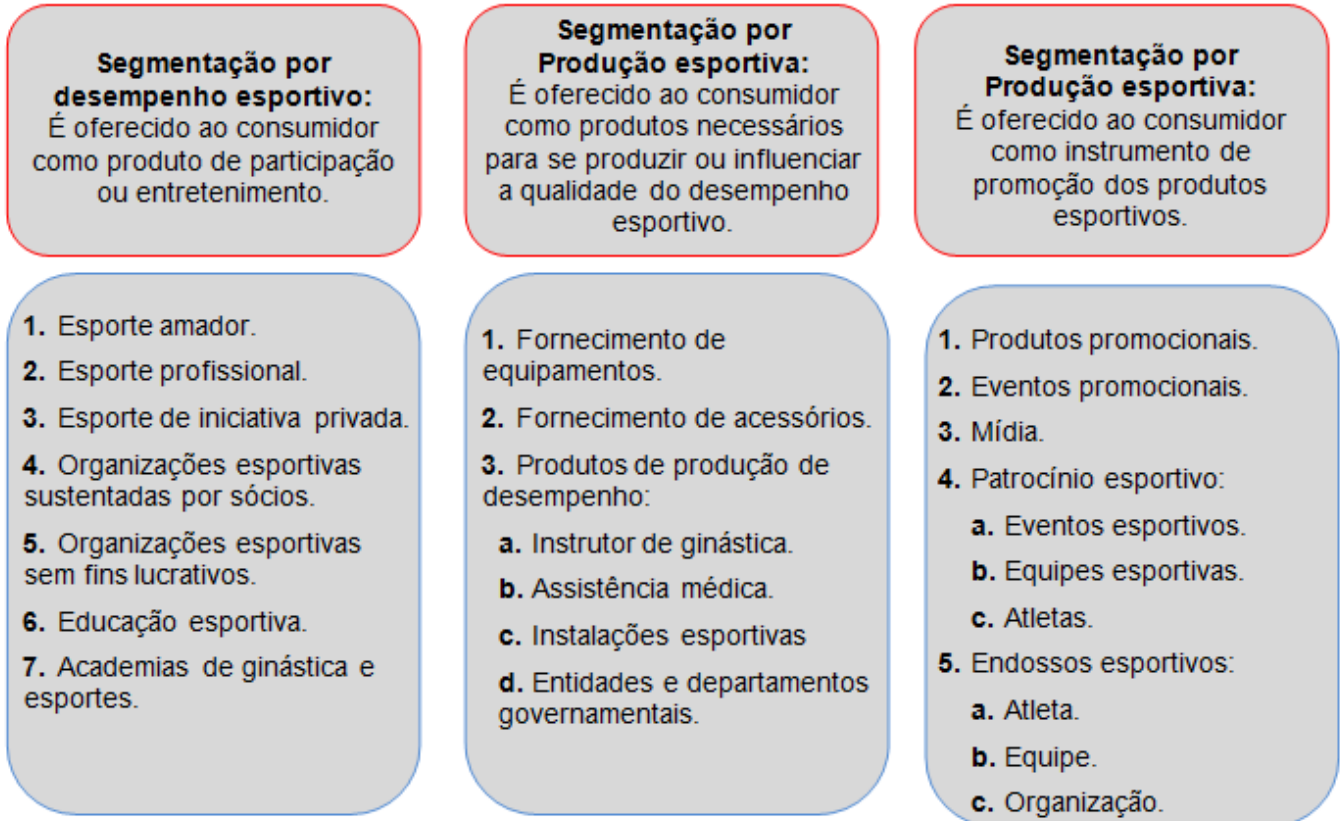 Segmentação por
desempenho esportivo:
É oferecido ao consumidor
como produto de participação
ou entretenimento.
1. Esporte amador.
2. Esporte profissional.
3. Esporte de iniciativa privada.
4. Organizações esportivas
sustentadas por sócios.
5. Organizações esportivas
sem fins lucrativos.
6. Educação esportiva.
7. Academias de ginástica e
esportes.
Segmentação por
Produção esportiva:
É oferecido ao consumidor
como produtos necessários
para se produzir ou influenciar
a qualidade do desempenho
esportivo.
1. Fornecimento de
equipamentos.
2. Fornecimento de acessórios.
3. Produtos de produção de
desempenho:
a. Instrutor de ginástica.
b. Assistência médica.
c. Instalações esportivas
d. Entidades e departamentos
governamentais.
Segmentação por
Produção esportiva:
É oferecido ao consumidor
como instrumento de
promoção dos produtos
esportivos.
1. Produtos promocionais.
2. Eventos promocionais.
3. Mídia.
4. Patrocínio esportivo:
a. Eventos esportivos.
b. Equipes esportivas.
c. Atletas.
5. Endossos esportivos:
a. Atleta.
b. Equipe.
c. Organização.